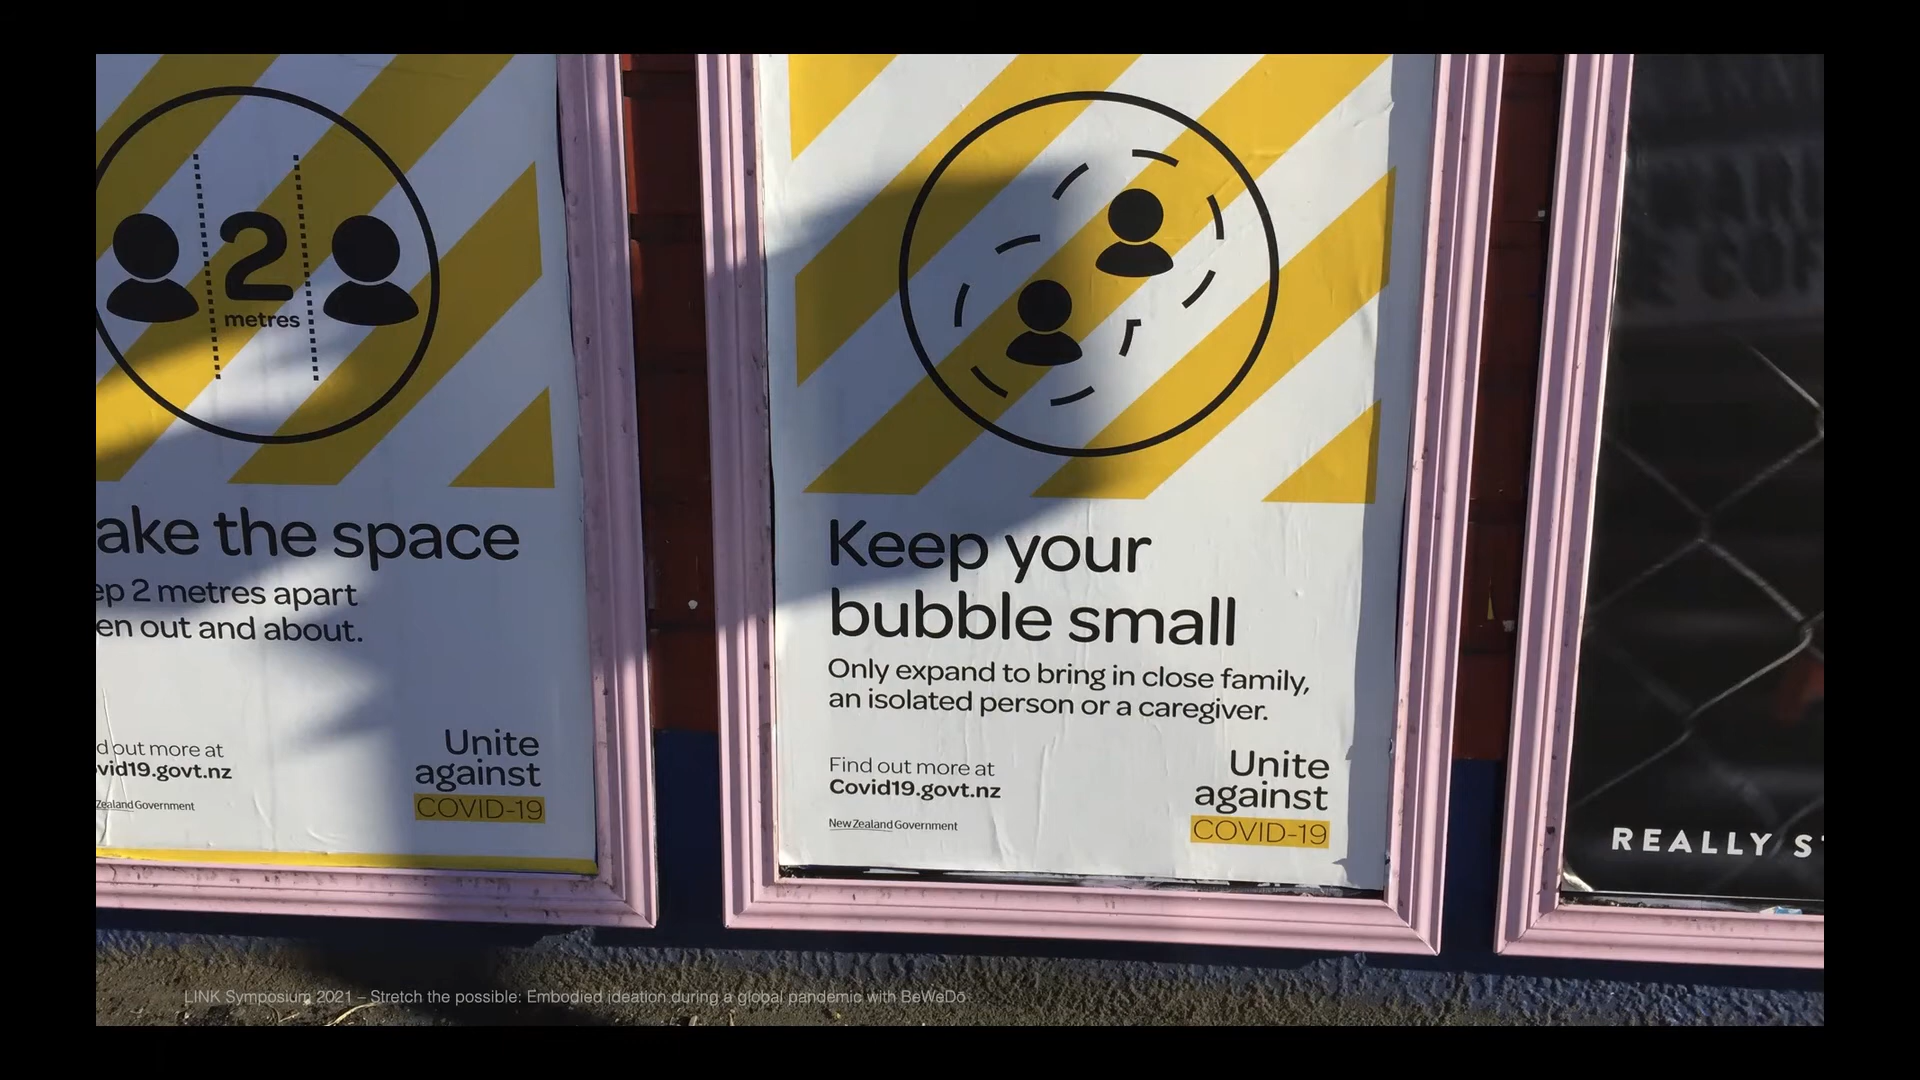 2
metres
ake the space
ep 2 metres apart
en out and about.
d out more at
vid19.govt.nz
Zealand Government
Unite
against
COVID-19
Keep your
bubble small
Only expand to bring in close family,
an isolated person or a caregiver.
Find out more at
Covid19.govt.nz
New Zealand Government
Unite
against
COVID-19
REALLY S
LINK Symposium 2021 – Stretch the possible: Embodied ideation during a global pandemic with BeWeDō